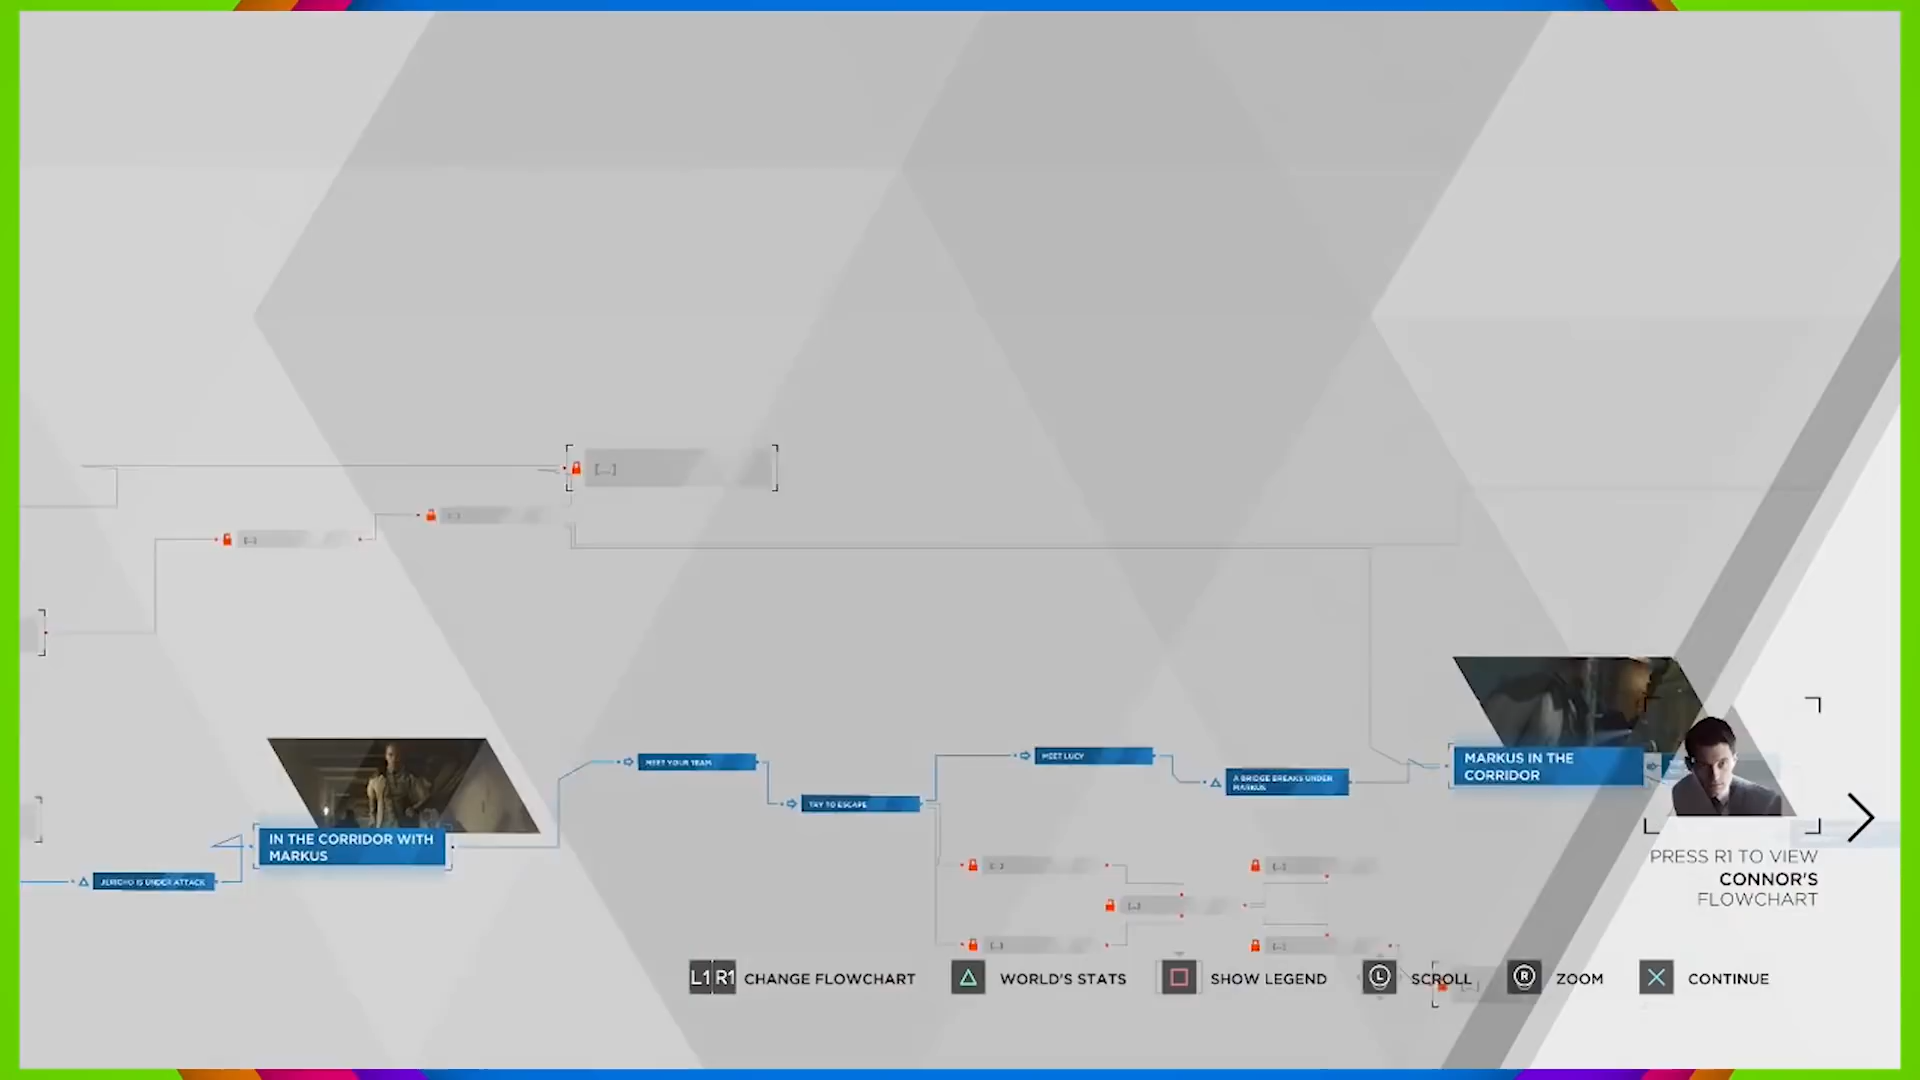 [...]
[...]
[...]
MEET YOUR TEAM
MEET LUCY
TRY TO ESCAPE
A BRIDGE BREAKS UNDER
MARKUS
MARKUS IN THE
CORRIDOR
IN THE CORRIDOR WITH
MARKUS
JERICHO IS UNDER ATTACK
[...]
[...]
[...]
[...]
[...]
[...]
PRESS R1 TO VIEW
CONNOR'S
FLOWCHART
L1 R1 CHANGE FLOWCHART
WORLD'S STATS
SHOW LEGEND
L SCROLL
R ZOOM
CONTINUE